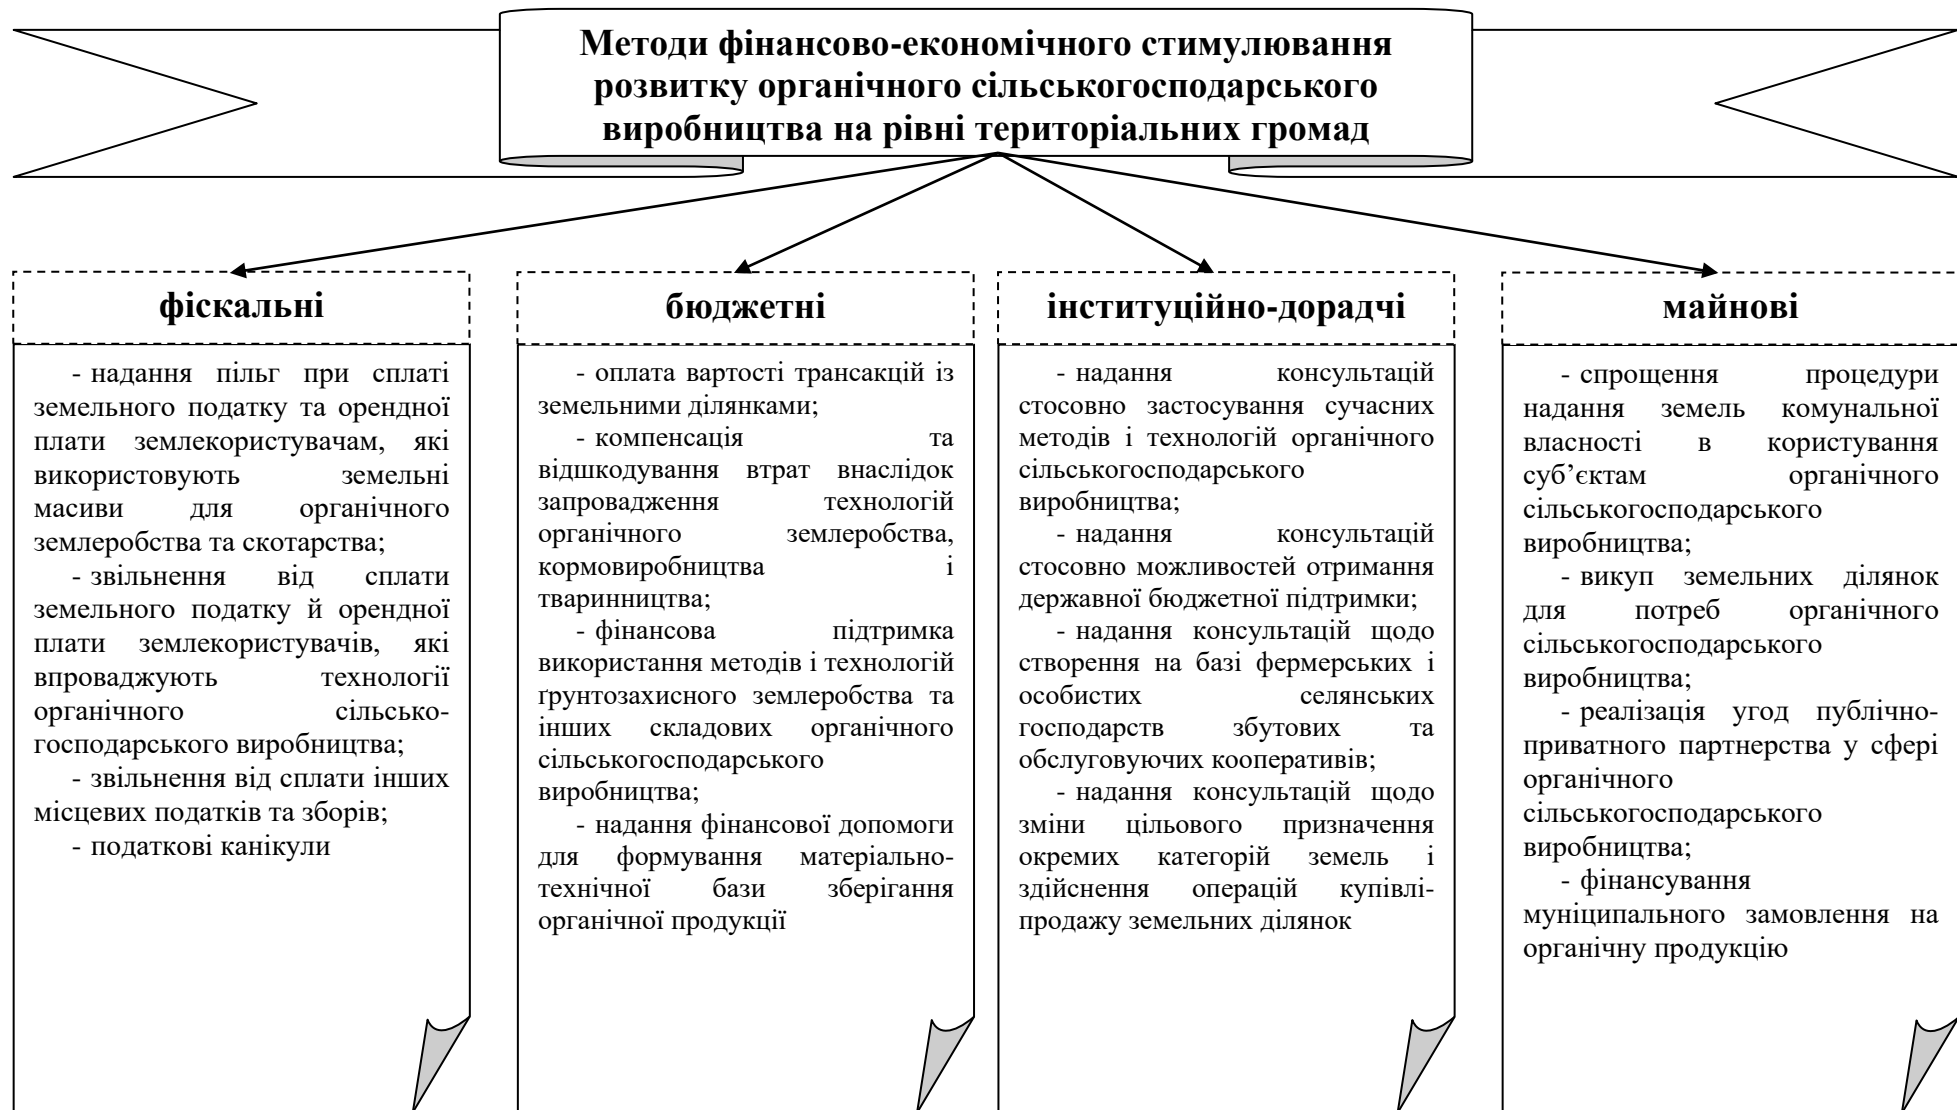 Методи фінансово-економічного стимулювання
розвитку органічного сільськогосподарського
виробництва на рівні територіальних громад
фіскальні
- надання пільг при сплаті
земельного податку та орендної
плати землекористувачам, які
використовують земельні
масиви для органічного
землеробства та скотарства;
- звільнення від сплати
земельного податку й орендної
плати землекористувачів, які
впроваджують технології
органічного сільсько-
господарського виробництва;
- звільнення від сплати інших
місцевих податків та зборів;
- податкові канікули
бюджетні
- оплата вартості трансакцій із
земельними ділянками;
- компенсація та
відшкодування втрат внаслідок
запровадження технологій
органічного землеробства,
кормовиробництва і
тваринництва;
- фінансова підтримка
використання методів і технологій
ґрунтозахисного землеробства та
інших складових органічного
сільськогосподарського
виробництва;
- надання фінансової допомоги
для формування матеріально-
технічної бази зберігання
органічної продукції
інституційно-дорадчі
- надання консультацій
стосовно застосування сучасних
методів і технологій органічного
сільськогосподарського
виробництва;
- надання консультацій
стосовно можливостей отримання
державної бюджетної підтримки;
- надання консультацій щодо
створення на базі фермерських і
особистих селянських
господарств збутових та
обслуговуючих кооперативів;
- надання консультацій щодо
зміни цільового призначення
окремих категорій земель і
здійснення операцій купівлі-
продажу земельних ділянок
майнові
- спрощення процедури
надання земель комунальної
власності в користування
суб’єктам органічного
сільськогосподарського
виробництва;
- викуп земельних ділянок
для потреб органічного
сільськогосподарського
виробництва;
- реалізація угод публічно-
приватного партнерства у сфері
органічного
сільськогосподарського
виробництва;
- фінансування
муніципального замовлення на
органічну продукцію